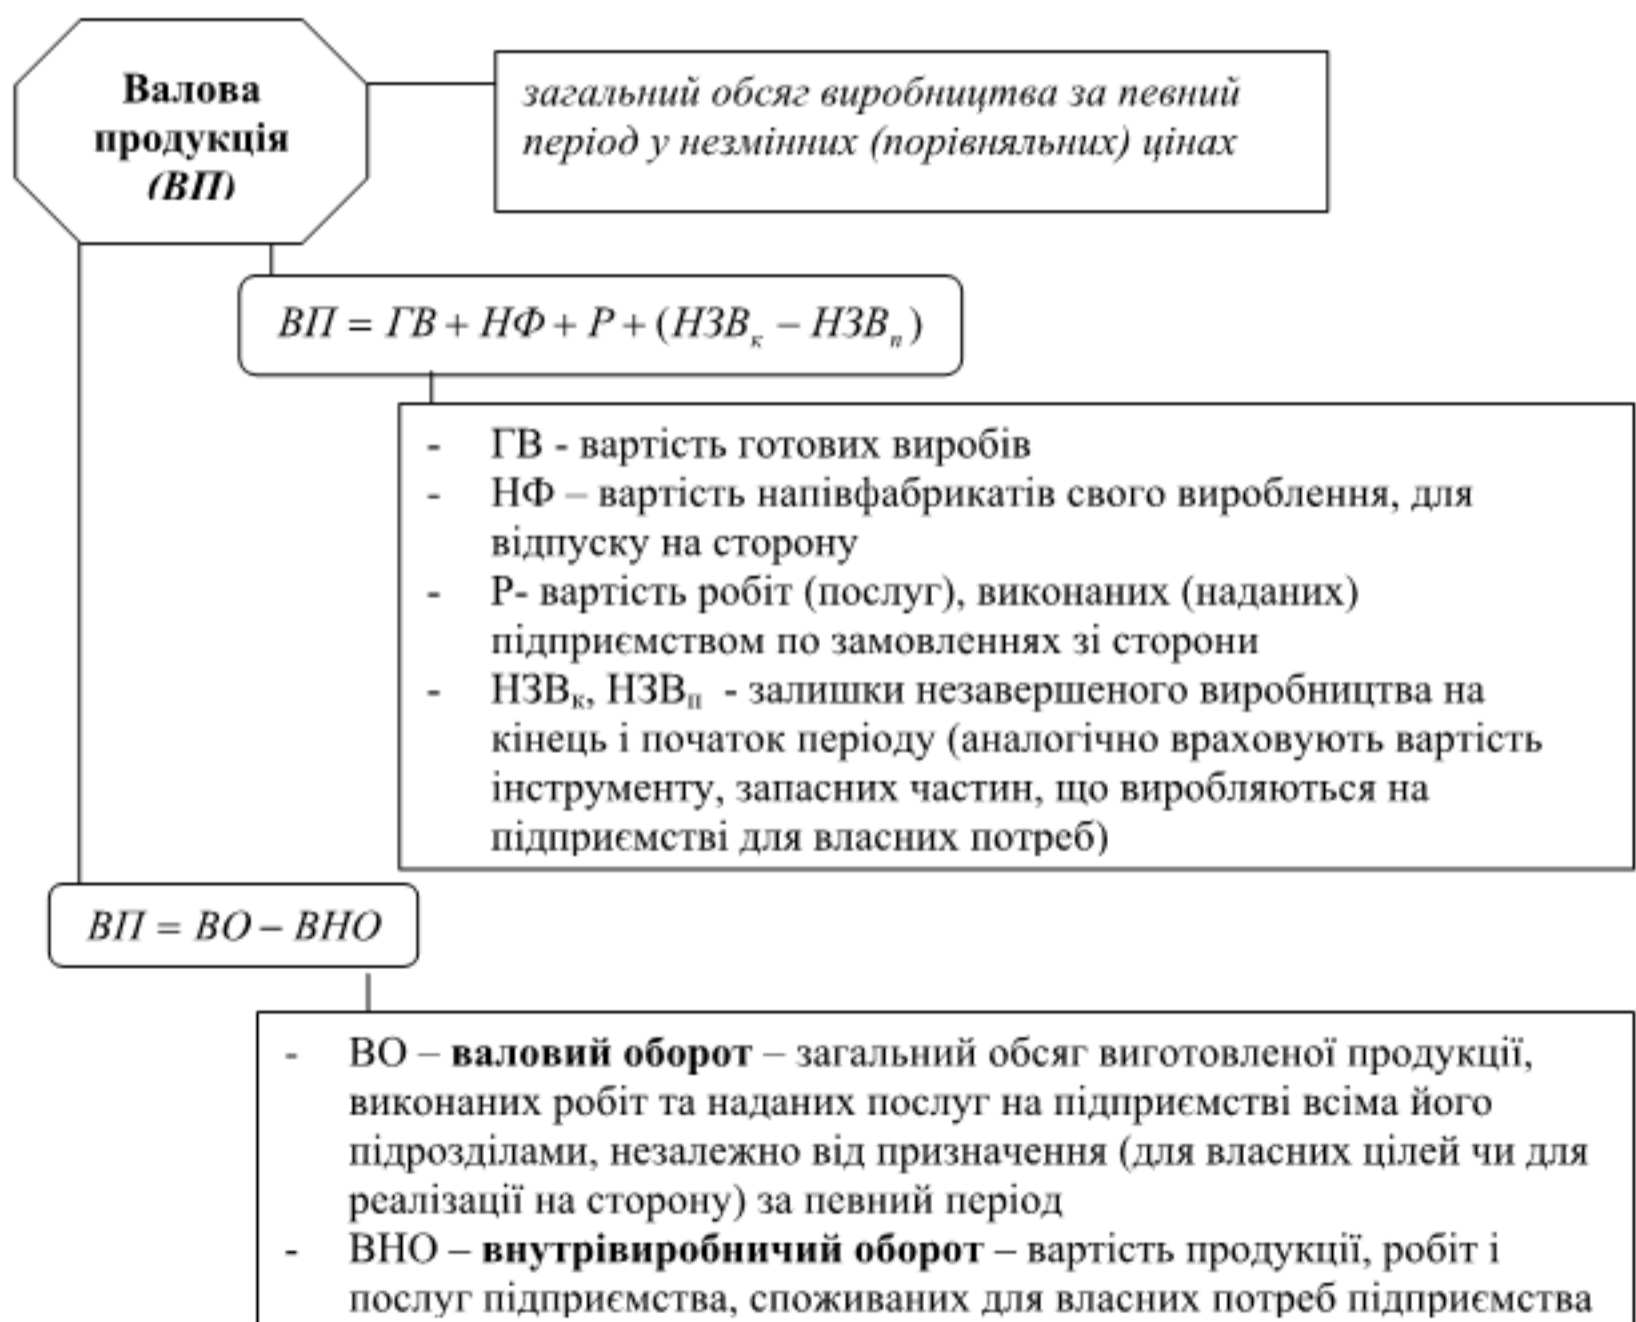 Валова
продукція
(ВП)
загальний обсяг виробництва за певний
період у незмінних (порівняльних) цінах
ВП = ГВ + НФ + Р + (НЗВк − НЗВп)
- ГВ - вартість готових виробів
- НФ – вартість напівфабрикатів свого вироблення, для
відпуску на сторону
- Р- вартість робіт (послуг), виконаних (наданих)
підприємством по замовленнях зі сторони
- НЗВк, НЗВп - залишки незавершеного виробництва на
кінець і початок періоду (аналогічно враховують вартість
інструменту, запасних частин, що виробляються на
підприємстві для власних потреб)
ВП = ВО − ВНО
- ВО – валовий оборот – загальний обсяг виготовленої продукції,
виконаних робіт та наданих послуг на підприємстві всіма його
підрозділами, незалежно від призначення (для власних цілей чи для
реалізації на сторону) за певний період
- ВНО – внутрівиробничий оборот – вартість продукції, робіт і
послуг підприємства, споживаних для власних потреб підприємства